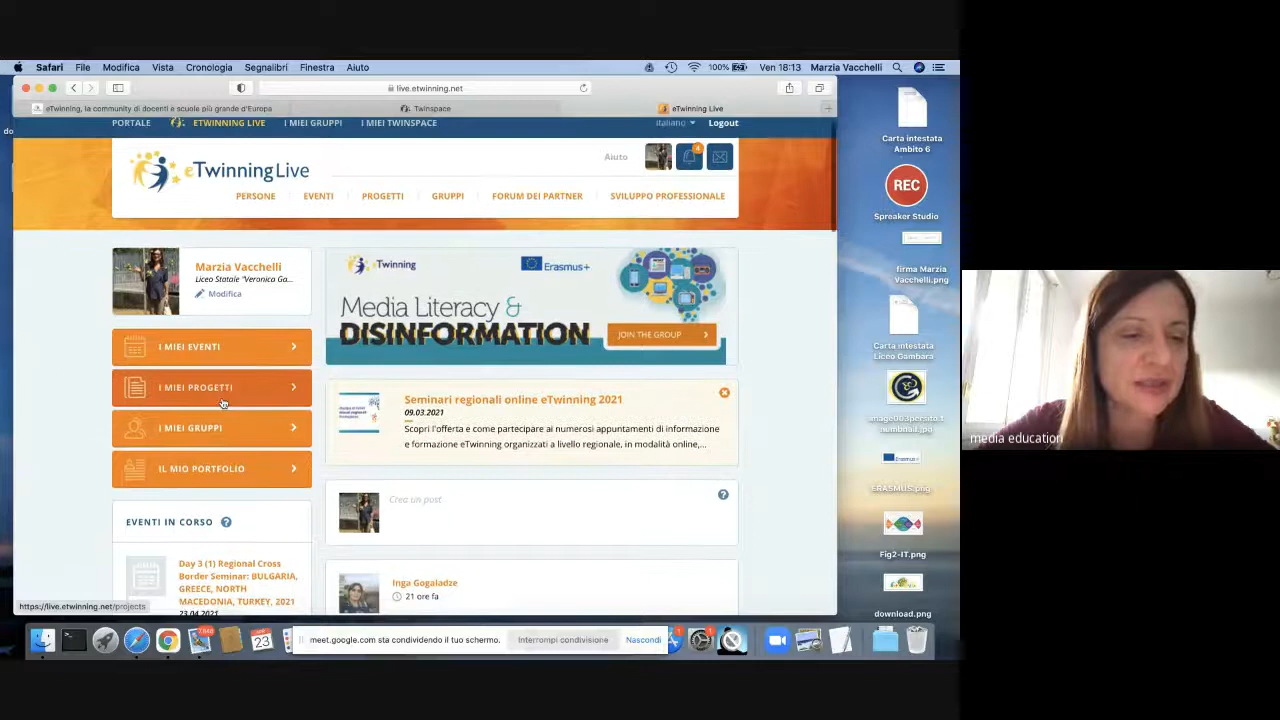 Safari File Modifica Vista Cronologia Segnalibri Finestra Aiuto 100% Ven 18:13 Marzia Vacchelli
live.etwinning.net
eTwinning, la community di docenti e scuole più grande d'Europa Twinspace eTwinning Live
PORTALE ETWINNING LIVE I MIEI GRUPPI I MIEI TWINSPACE Italiano Logout
eTwinning Live
Aiuto 4
PERSONE EVENTI PROGETTI GRUPPI FORUM DEI PARTNER SVILUPPO PROFESSIONALE
Marzia Vacchelli
Liceo Statale "Veronica Ga...
Modifica
I MIEI EVENTI
I MIEI PROGETTI
I MIEI GRUPPI
IL MIO PORTFOLIO
EVENTI IN CORSO ?
Day 3 (1) Regional Cross
Border Seminar: BULGARIA,
GREECE, NORTH
MACEDONIA, TURKEY, 2021
23.04.2021
eTwinning Erasmus+
Media Literacy &
DISINFORMATION
JOIN THE GROUP
Seminari regionali online eTwinning 2021
09.03.2021
Scopri l'offerta e come partecipare ai numerosi appuntamenti di informazione
e formazione eTwinning organizzati a livello regionale, in modalità online,...
Crea un post ?
Inga Gogaladze
21 ore fa
https://live.etwinning.net/projects
meet.google.com sta condividendo il tuo schermo. Interrompi condivisione Nascondi
23
Carta intestata
Ambito 6
REC
Spreaker Studio
firma Marzia
Vacchelli.png
Carta intestata
Liceo Gambara
Erasmus+
ERASMUS.png
Fig2-IT.png
download.png
media education